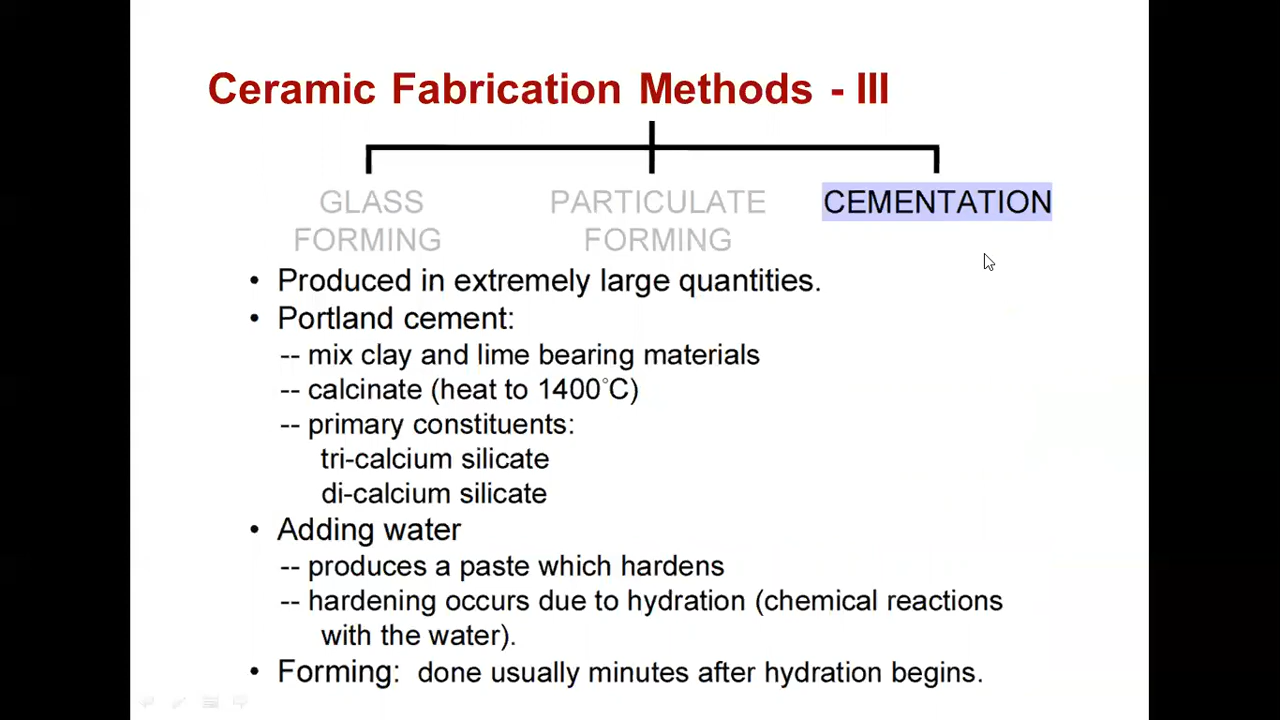 Ceramic Fabrication Methods - III
GLASS FORMING
PARTICULATE FORMING
CEMENTATION
• Produced in extremely large quantities.
• Portland cement:
-- mix clay and lime bearing materials
-- calcinate (heat to 1400°C)
-- primary constituents:
tri-calcium silicate
di-calcium silicate
• Adding water
-- produces a paste which hardens
-- hardening occurs due to hydration (chemical reactions
with the water).
• Forming: done usually minutes after hydration begins.